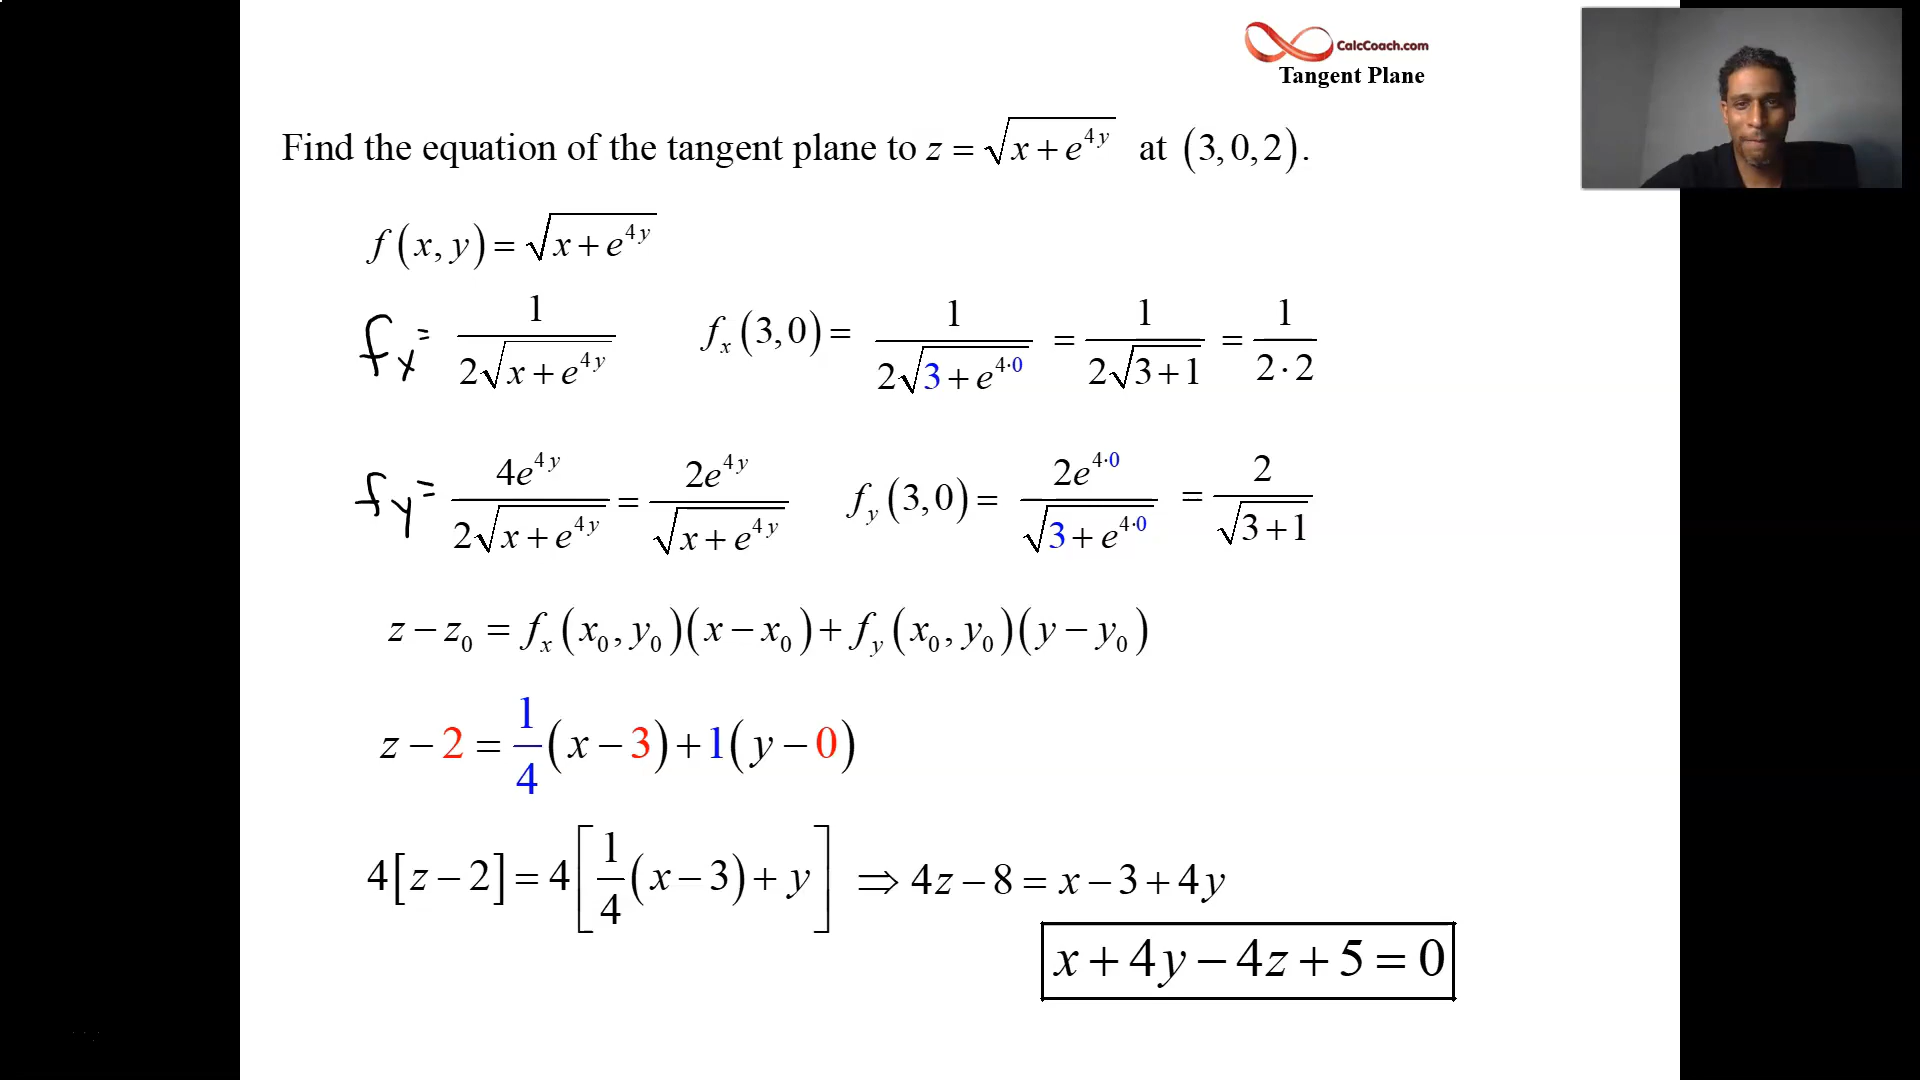 CalcCoach.com
Tangent Plane
Find the equation of the tangent plane to z = √(x + e^{4y}) at (3, 0, 2).
f(x, y) = √(x + e^{4y})
f_x = 1/(2√(x + e^{4y})) f_x(3, 0) = 1/(2√(3 + e^{4·0})) = 1/(2√(3 + 1)) = 1/(2·2)
f_y = 4e^{4y}/(2√(x + e^{4y})) = 2e^{4y}/√(x + e^{4y}) f_y(3, 0) = 2e^{4·0}/√(3 + e^{4·0}) = 2/√(3 + 1)
z − z_0 = f_x(x_0, y_0)(x − x_0) + f_y(x_0, y_0)(y − y_0)
z − 2 = 1/4(x − 3) + 1(y − 0)
4[z − 2] = 4[1/4(x − 3) + y] ⇒ 4z − 8 = x − 3 + 4y
x + 4y − 4z + 5 = 0